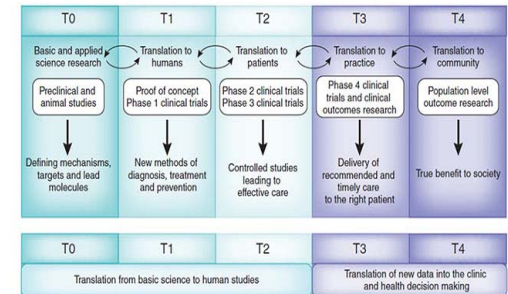 T0
T1
T2
T3
T4
Basic and applied
science research
Translation to
humans
Translation to
patients
Translation to
practice
Translation to
community
Preclinical and
animal studies
Proof of concept
Phase 1 clinical trials
Phase 2 clinical trials
Phase 3 clinical trials
Phase 4 clinical
trials and clinical
outcomes research
Population level
outcome research
Defining mechanisms,
targets and lead
molecules
New methods of
diagnosis, treatment
and prevention
Controlled studies
leading to
effective care
Delivery of
recommended and
timely care
to the right patient
True benefit to society
T0
T1
T2
T3
T4
Translation from basic science to human studies
Translation of new data into the clinic
and health decision making